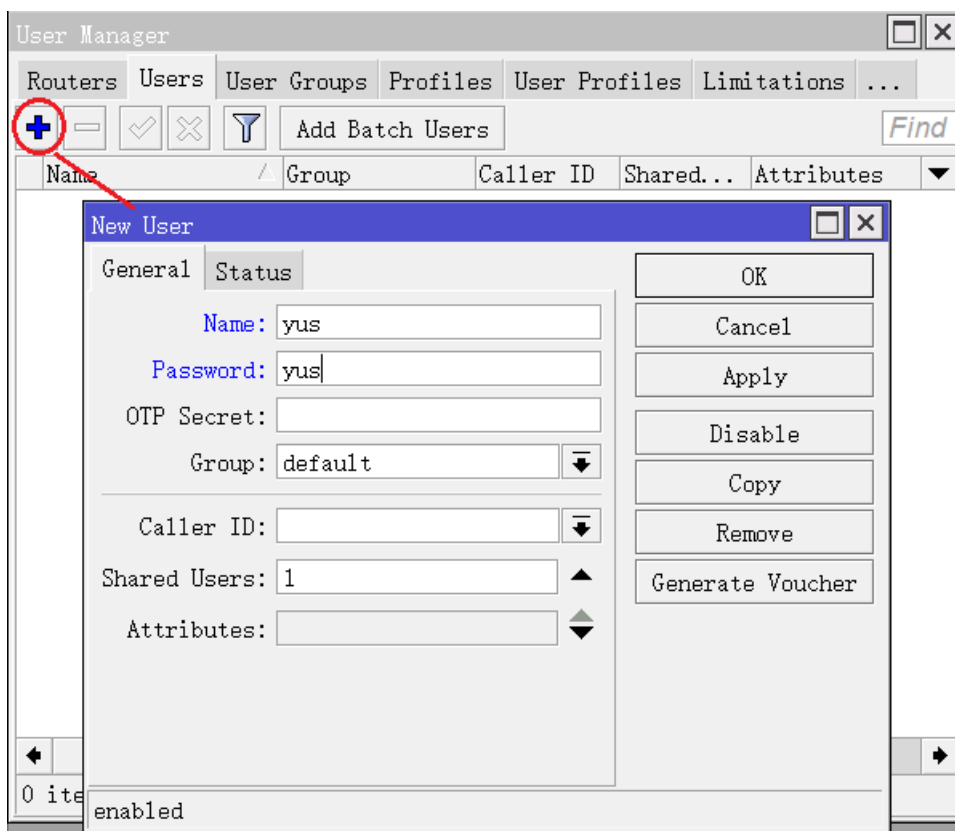 User Manager
Routers Users User Groups Profiles User Profiles Limitations ...
Add Batch Users Find
Name Group Caller ID Shared... Attributes
New User
General Status
OK
Name: yus
Cancel
Password: yus
Apply
OTP Secret:
Disable
Group: default
Copy
Caller ID:
Remove
Shared Users: 1
Generate Voucher
Attributes:
0 ite
enabled